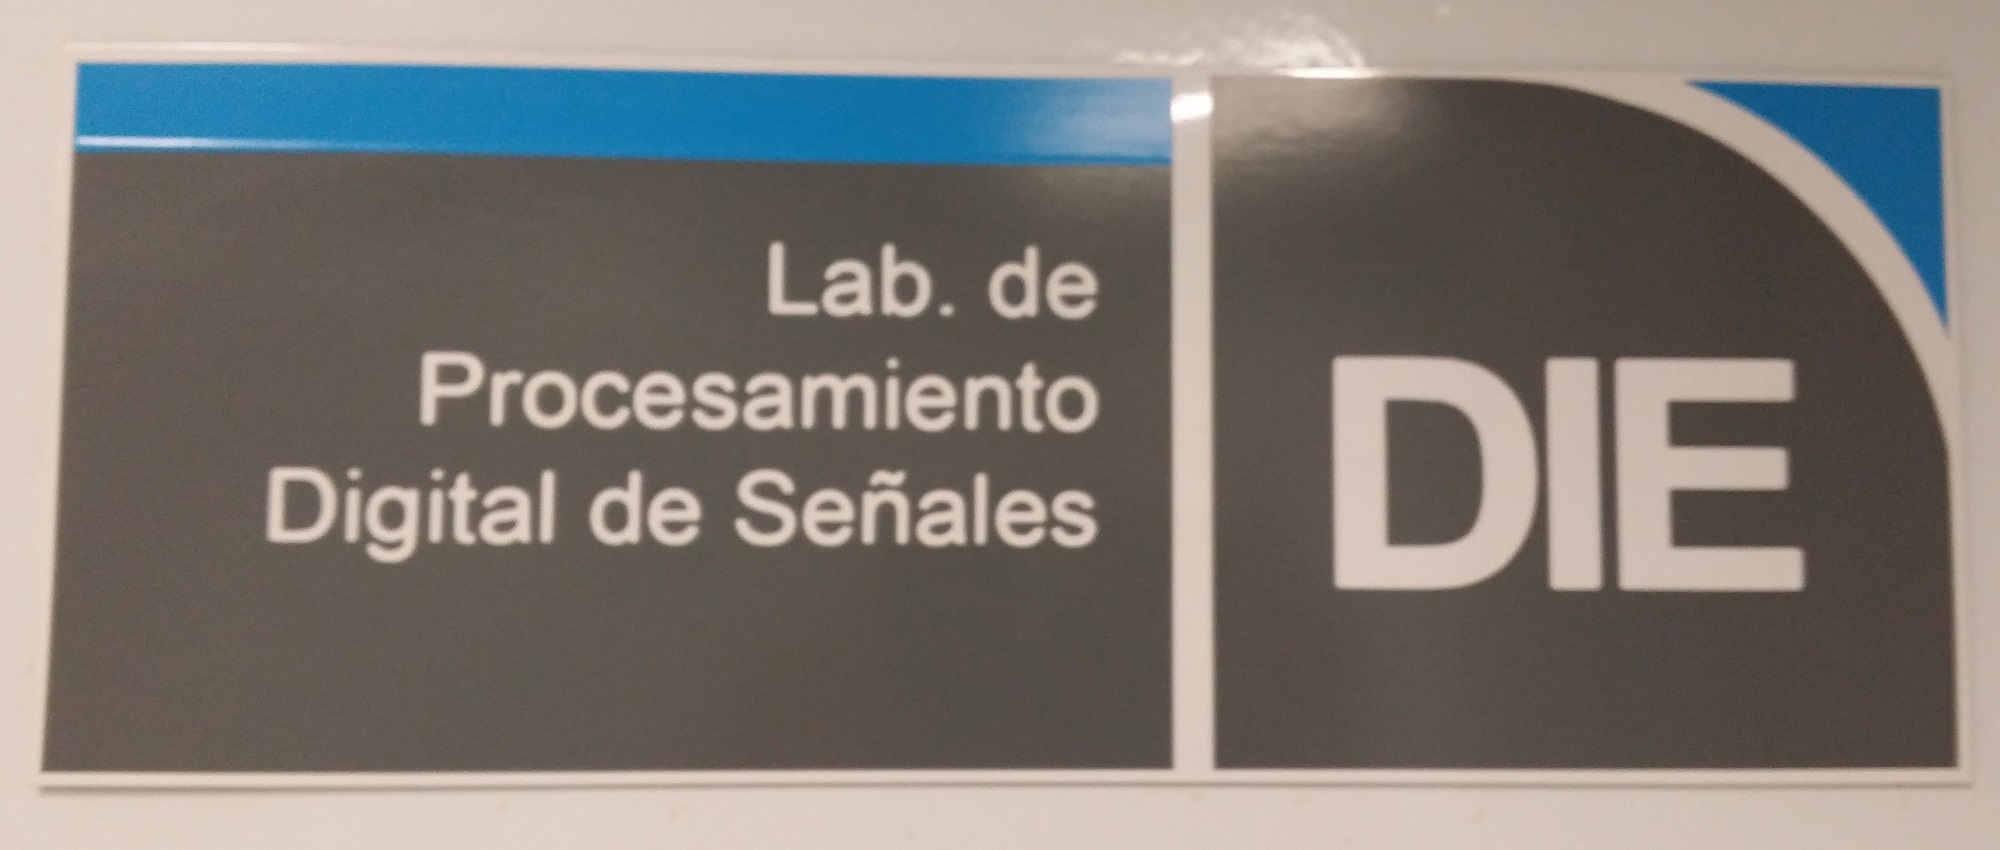 Lab. de
Procesamiento
Digital de Señales
DIE